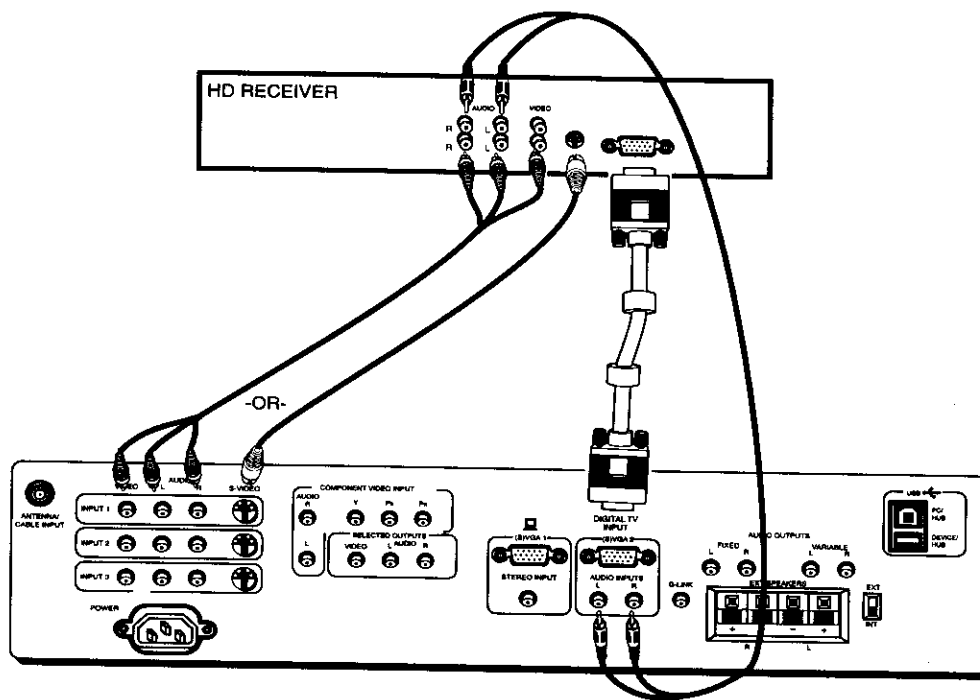 HD RECEIVER
AUDIO
VIDEO
R
L
R
L
-OR-
VIDEO
L
AUDIO
R
S-VIDEO
ANTENNA/
CABLE INPUT
INPUT 1
INPUT 2
INPUT 3
POWER
COMPONENT VIDEO INPUT
AUDIO
R
Y
PB
PR
L
SELECTED OUTPUTS
VIDEO
L
AUDIO
R
DIGITAL TV
INPUT
(S)VGA 1
STEREO INPUT
(S)VGA 2
AUDIO INPUTS
L
R
G-LINK
AUDIO OUTPUTS
FIXED
L
R
VARIABLE
L
R
EXT SPEAKERS
+
-
+
R
L
EXT
INT
USB
PC/
HUB
DEVICE/
HUB